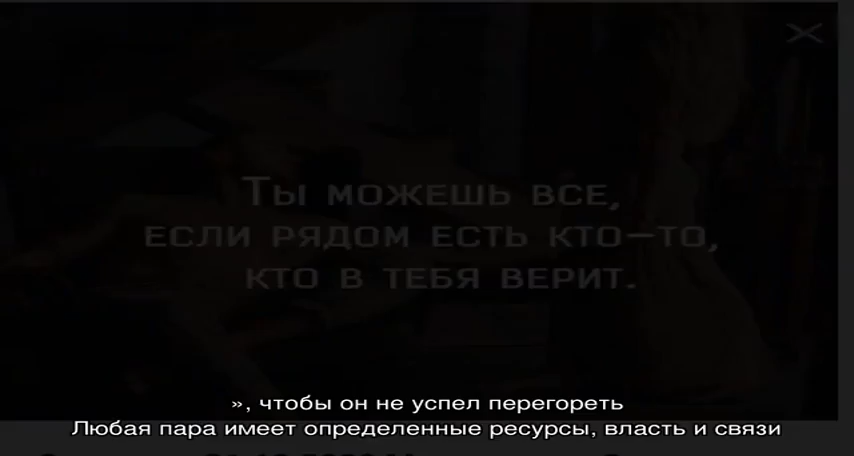 Ты можешь все,
если рядом есть кто-то,
кто в тебя верит.
», чтобы он не успел перегореть
Любая пара имеет определенные ресурсы, власть и связи